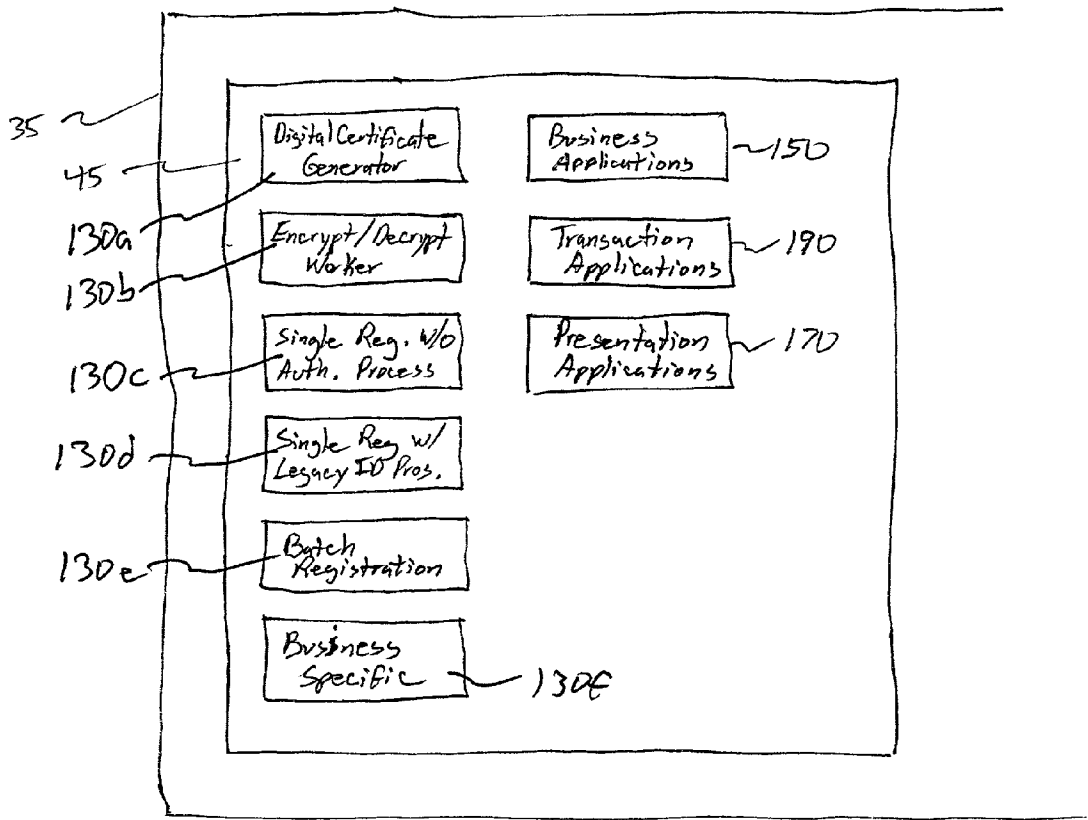 35
45
130a
130b
130c
130d
130e
Digital Certificate
Generator
Encrypt/Decrypt
Worker
Single Reg. W/O
Auth. Process
Single Reg w/
Legacy ID Pros.
Batch
Registration
Business
Specific
130f
Business
Applications
150
Transaction
Applications
190
Presentation
Applications
170